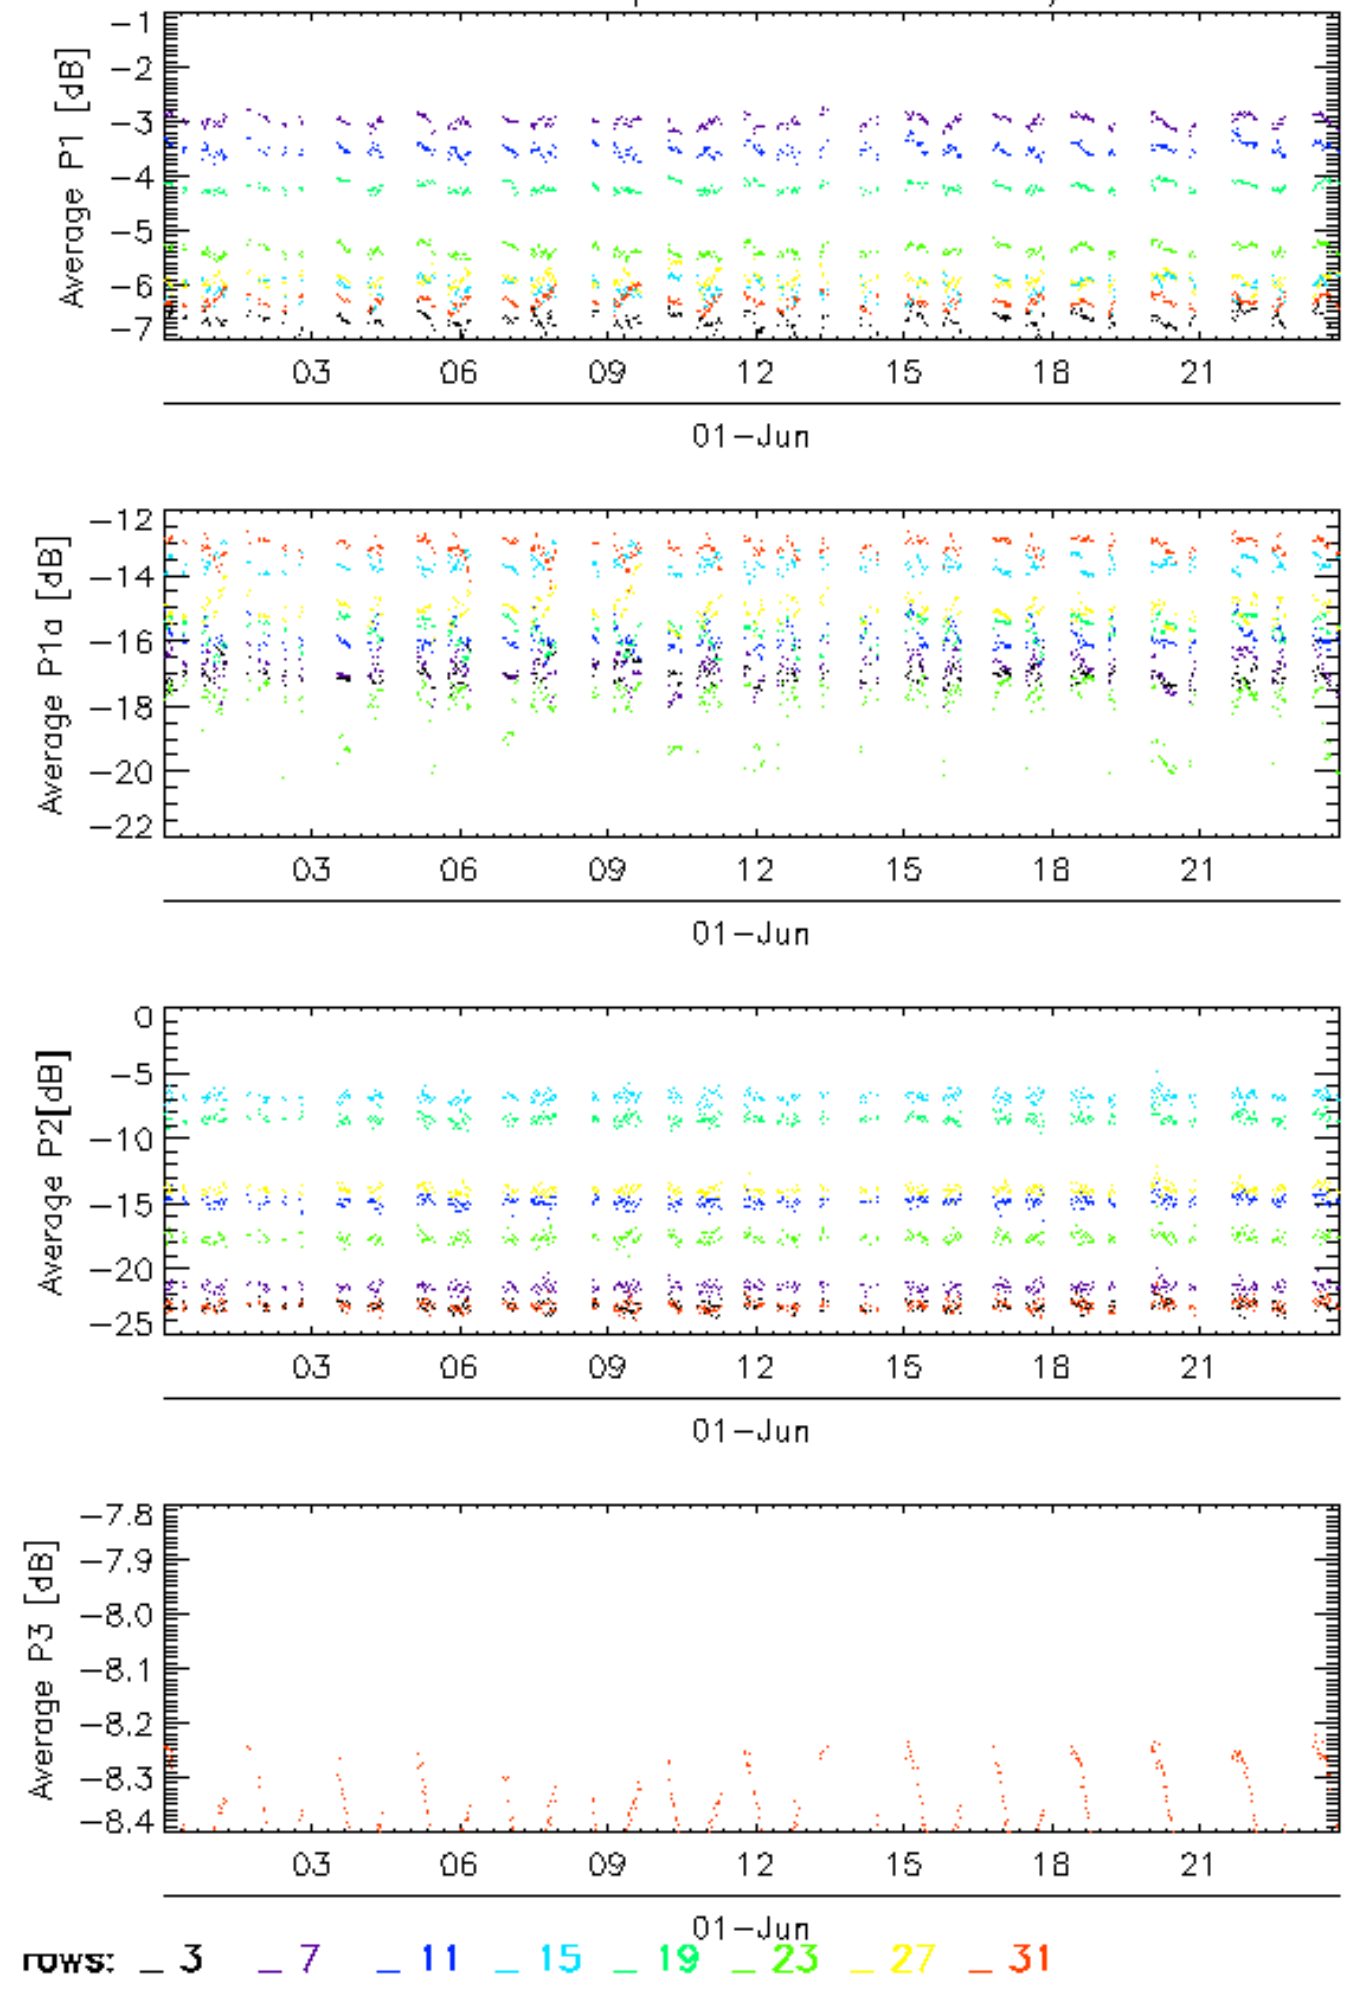 Average P1 [dB]
-1
-2
-3
-4
-5
-6
-7
03 06 09 12 15 18 21
01-Jun
Average P1a [dB]
-12
-14
-16
-18
-20
-22
03 06 09 12 15 18 21
01-Jun
Average P2[dB]
0
-5
-10
-15
-20
-25
03 06 09 12 15 18 21
01-Jun
Average P3 [dB]
-7.8
-7.9
-8.0
-8.1
-8.2
-8.3
-8.4
03 06 09 12 15 18 21
01-Jun
rows: _ 3 _ 7 _ 11 _ 15 _ 19 _ 23 _ 27 _ 31